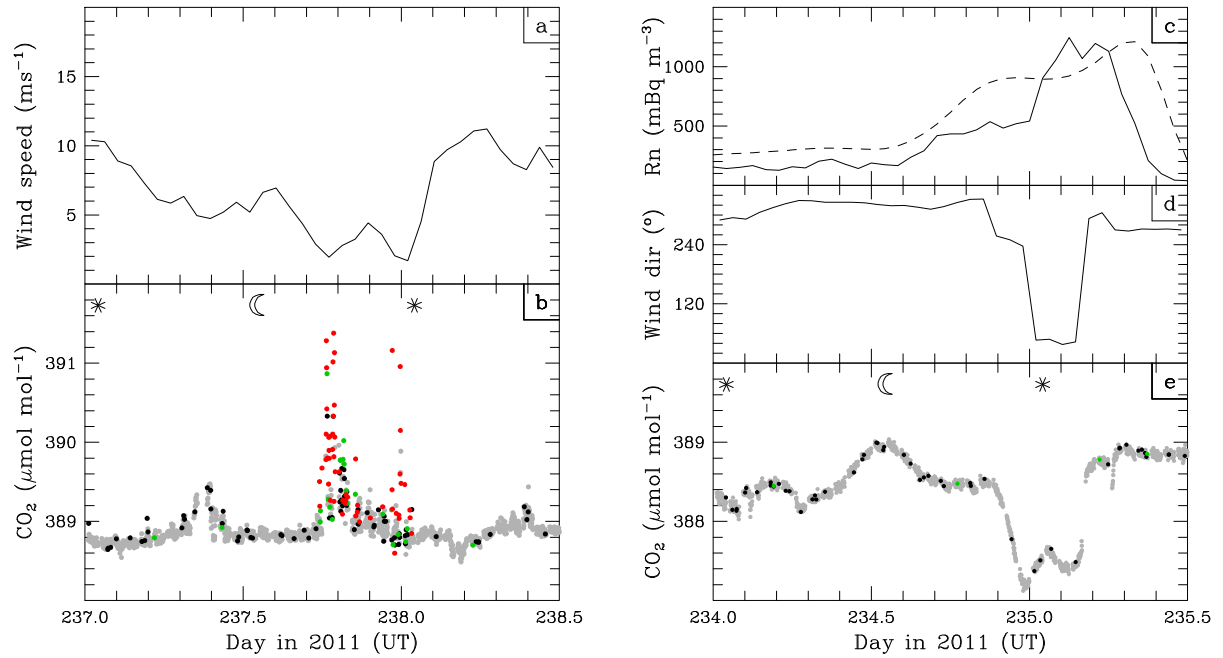 a
Wind speed (ms⁻¹)
15
10
5
b
CO₂ (μmol mol⁻¹)
391
390
389
237.0
237.5
238.0
238.5
Day in 2011 (UT)
c
Rn (mBq m⁻³)
1000
500
d
Wind dir (°)
240
120
e
CO₂ (μmol mol⁻¹)
389
388
234.0
234.5
235.0
235.5
Day in 2011 (UT)